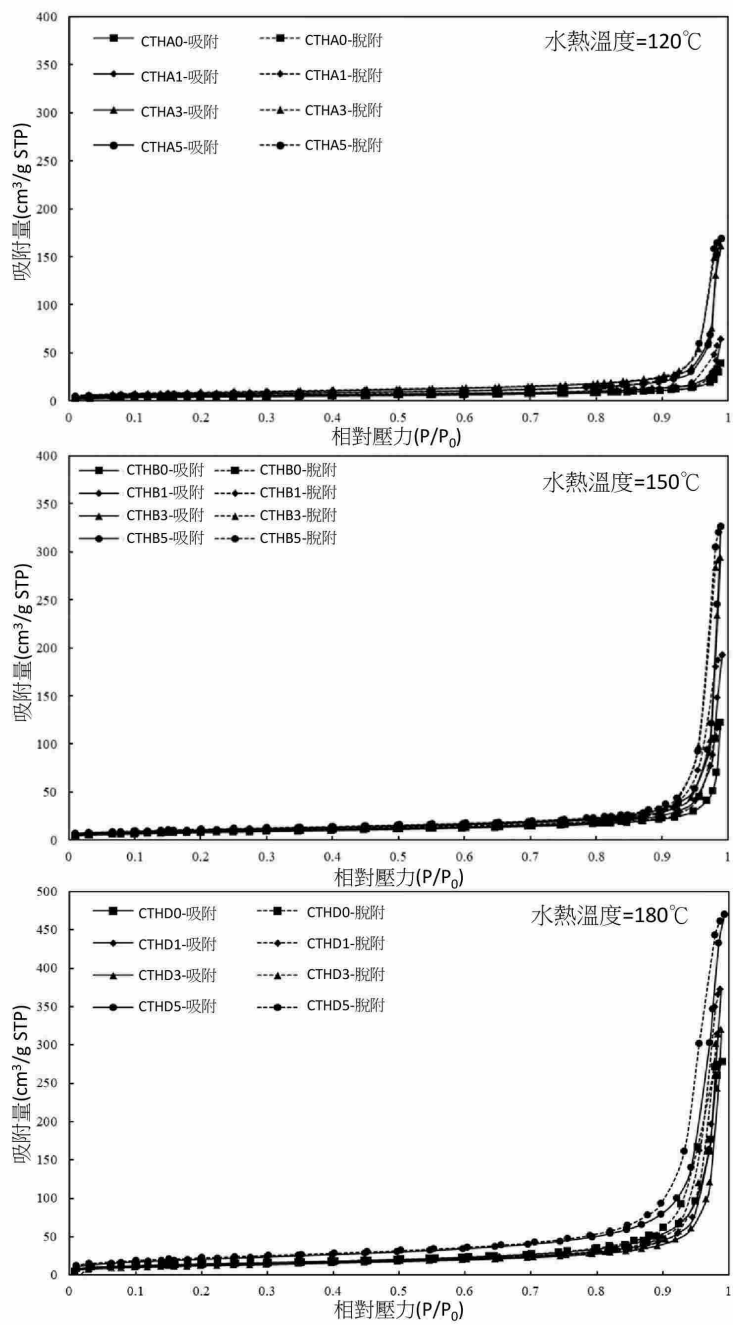 400
350
300
250
200
150
100
50
0
吸附量(cm³/g STP)
CTHA0-吸附 CTHA0-脫附
CTHA1-吸附 CTHA1-脫附
CTHA3-吸附 CTHA3-脫附
CTHA5-吸附 CTHA5-脫附
水熱溫度=120℃
0 0.1 0.2 0.3 0.4 0.5 0.6 0.7 0.8 0.9 1
相對壓力(P/P₀)
400
350
300
250
200
150
100
50
0
吸附量(cm³/g STP)
CTHB0-吸附 CTHB0-脫附
CTHB1-吸附 CTHB1-脫附
CTHB3-吸附 CTHB3-脫附
CTHB5-吸附 CTHB5-脫附
水熱溫度=150℃
0 0.1 0.2 0.3 0.4 0.5 0.6 0.7 0.8 0.9 1
相對壓力(P/P₀)
500
450
400
350
300
250
200
150
100
50
0
吸附量(cm³/g STP)
CTHD0-吸附 CTHD0-脫附
CTHD1-吸附 CTHD1-脫附
CTHD3-吸附 CTHD3-脫附
CTHD5-吸附 CTHD5-脫附
水熱溫度=180℃
0 0.1 0.2 0.3 0.4 0.5 0.6 0.7 0.8 0.9 1
相對壓力(P/P₀)